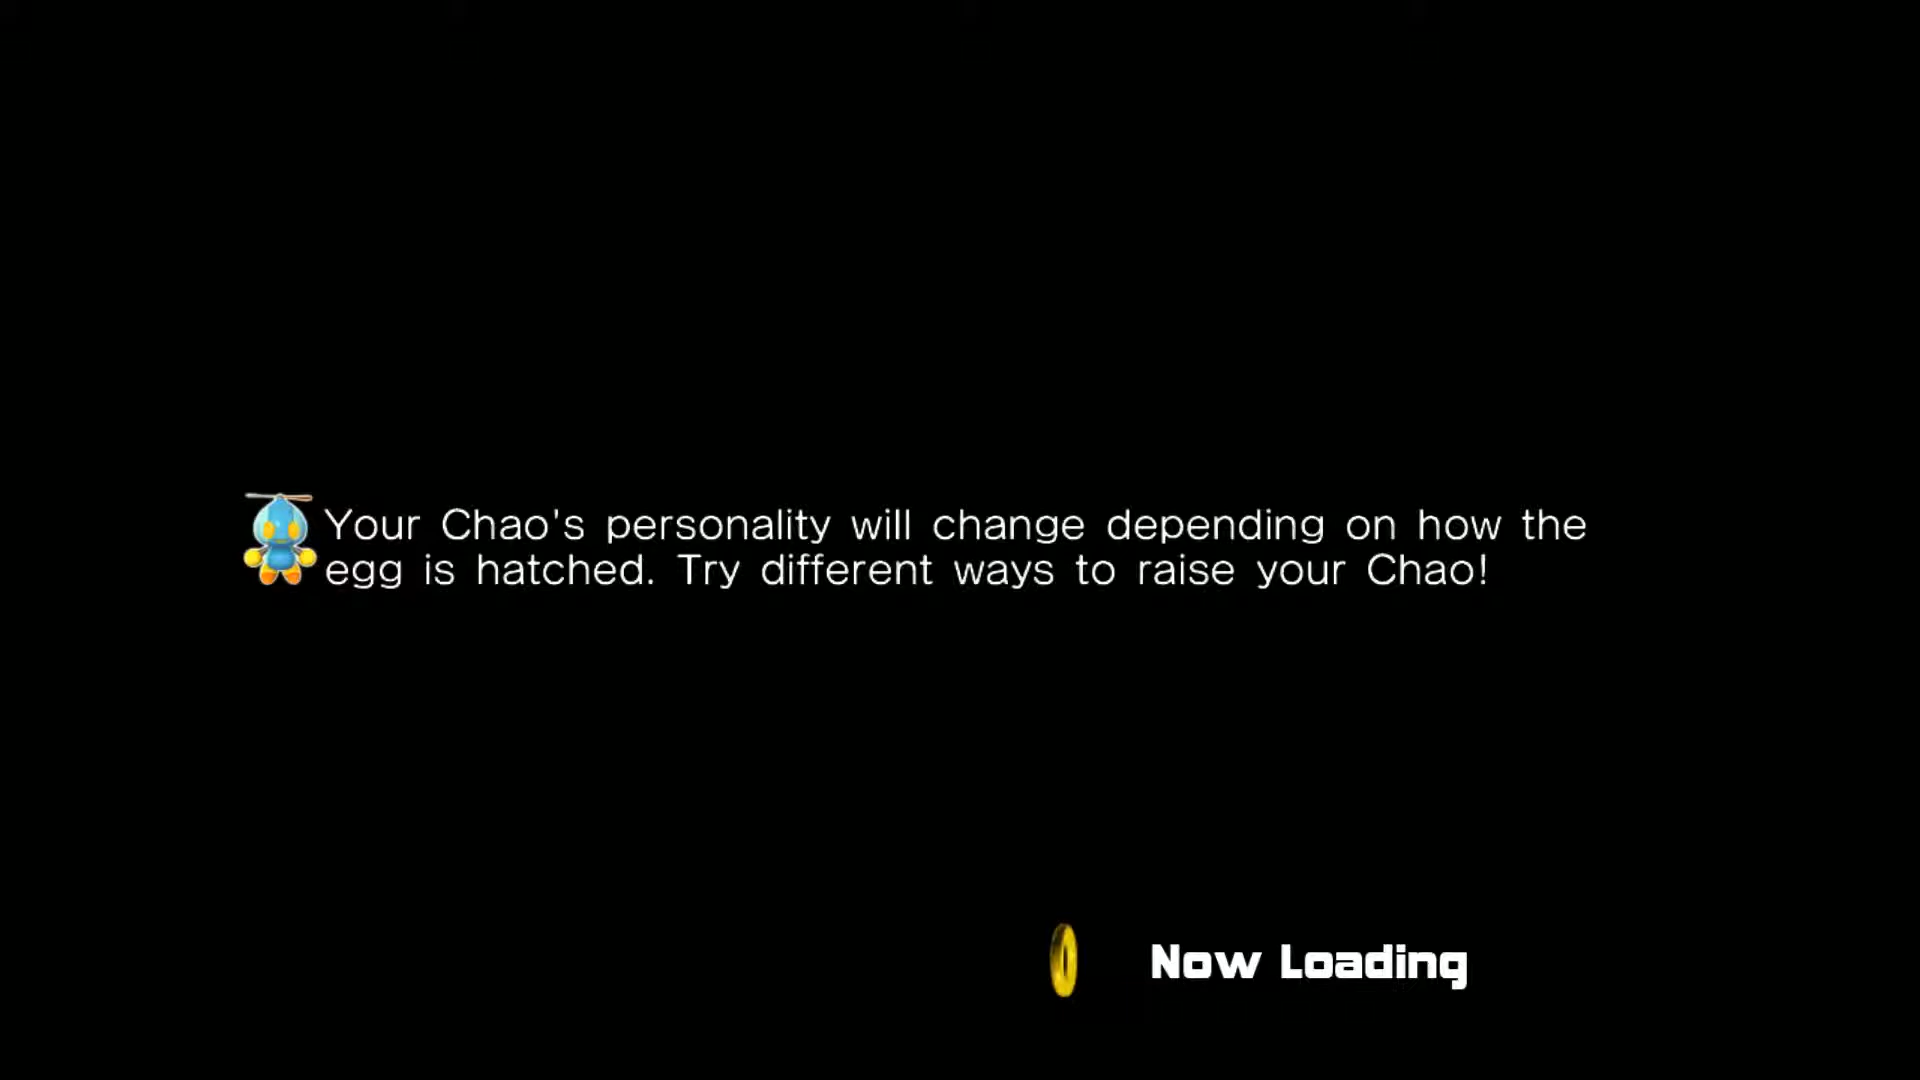 Your Chao's personality will change depending on how the
egg is hatched. Try different ways to raise your Chao!
Now Loading